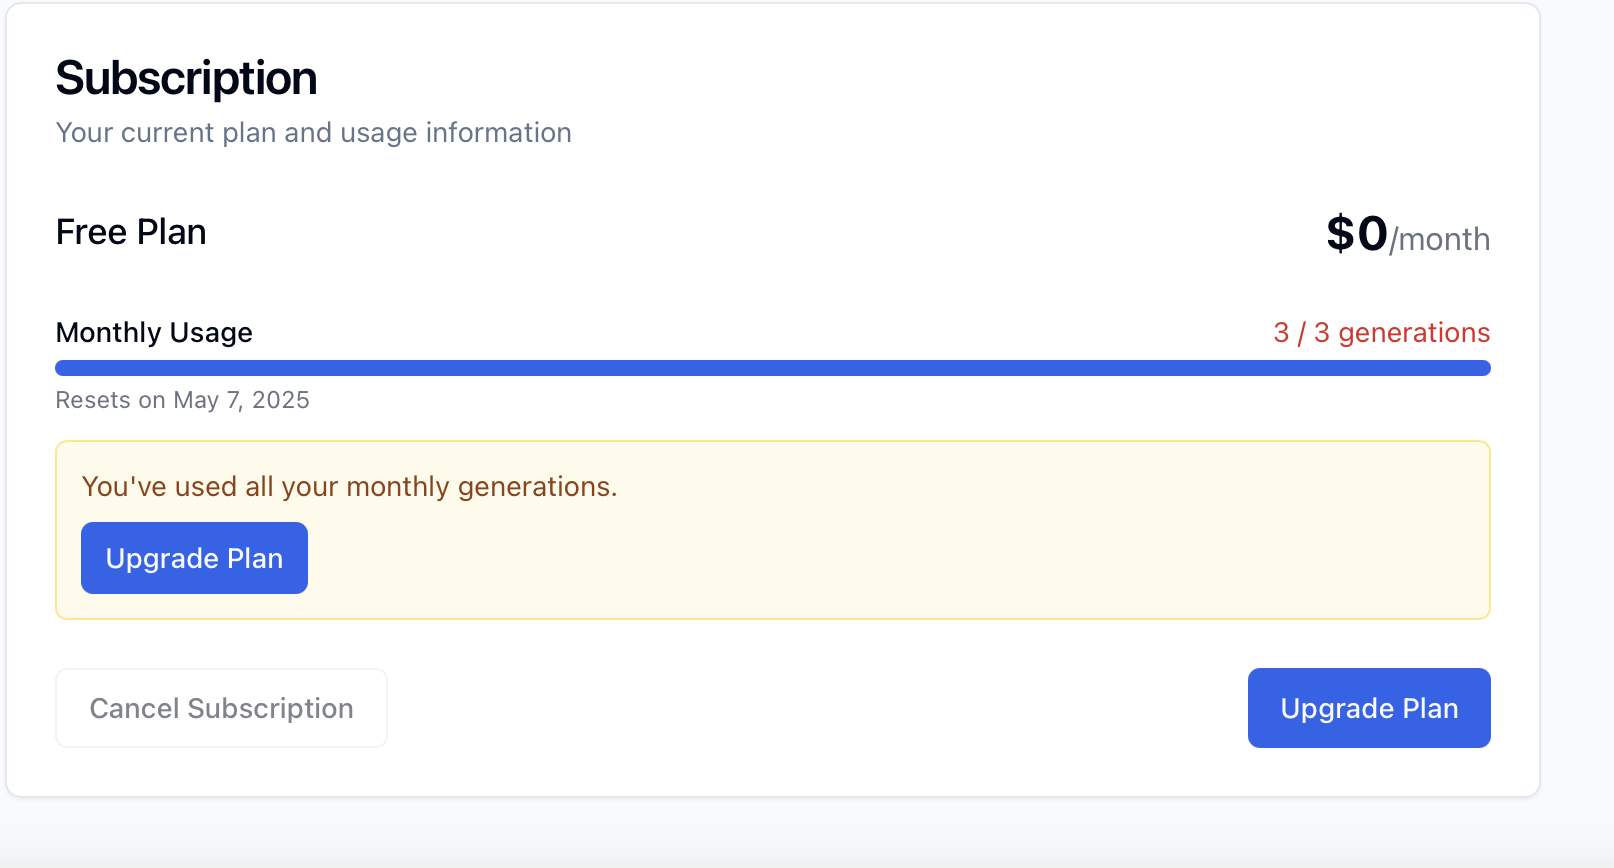 Subscription
Your current plan and usage information
Free Plan
$0/month
Monthly Usage
3 / 3 generations
Resets on May 7, 2025
You've used all your monthly generations.
Upgrade Plan
Cancel Subscription
Upgrade Plan